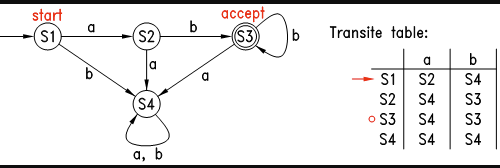 start
accept
S1 a S2 b S3 b
b a a
S4
a, b
Transite table:
a b
S1 S2 S4
S2 S4 S3
S3 S4 S3
S4 S4 S4